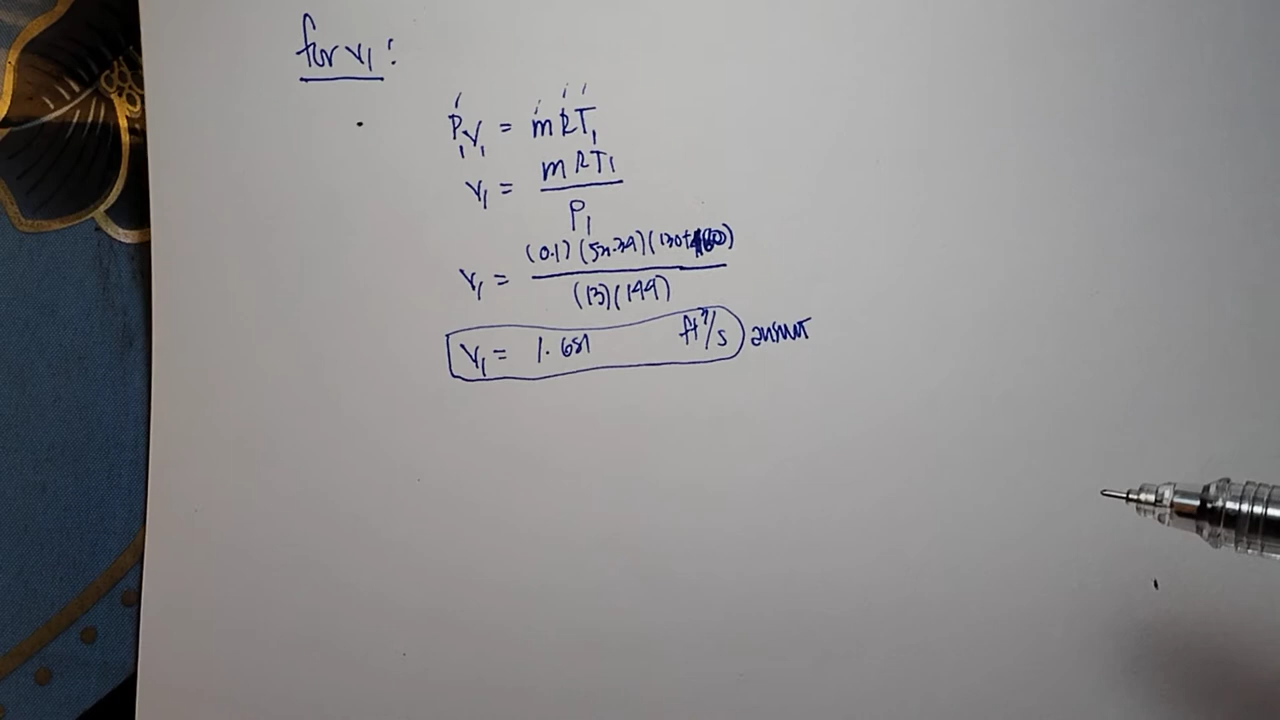 for V₁:
P₁V₁ = mRT₁
V₁ = mRT₁
P₁
V₁ = (0.1)(53.34)(130+460)
(13)(144)
V₁ = 1.681 ft³/s answer